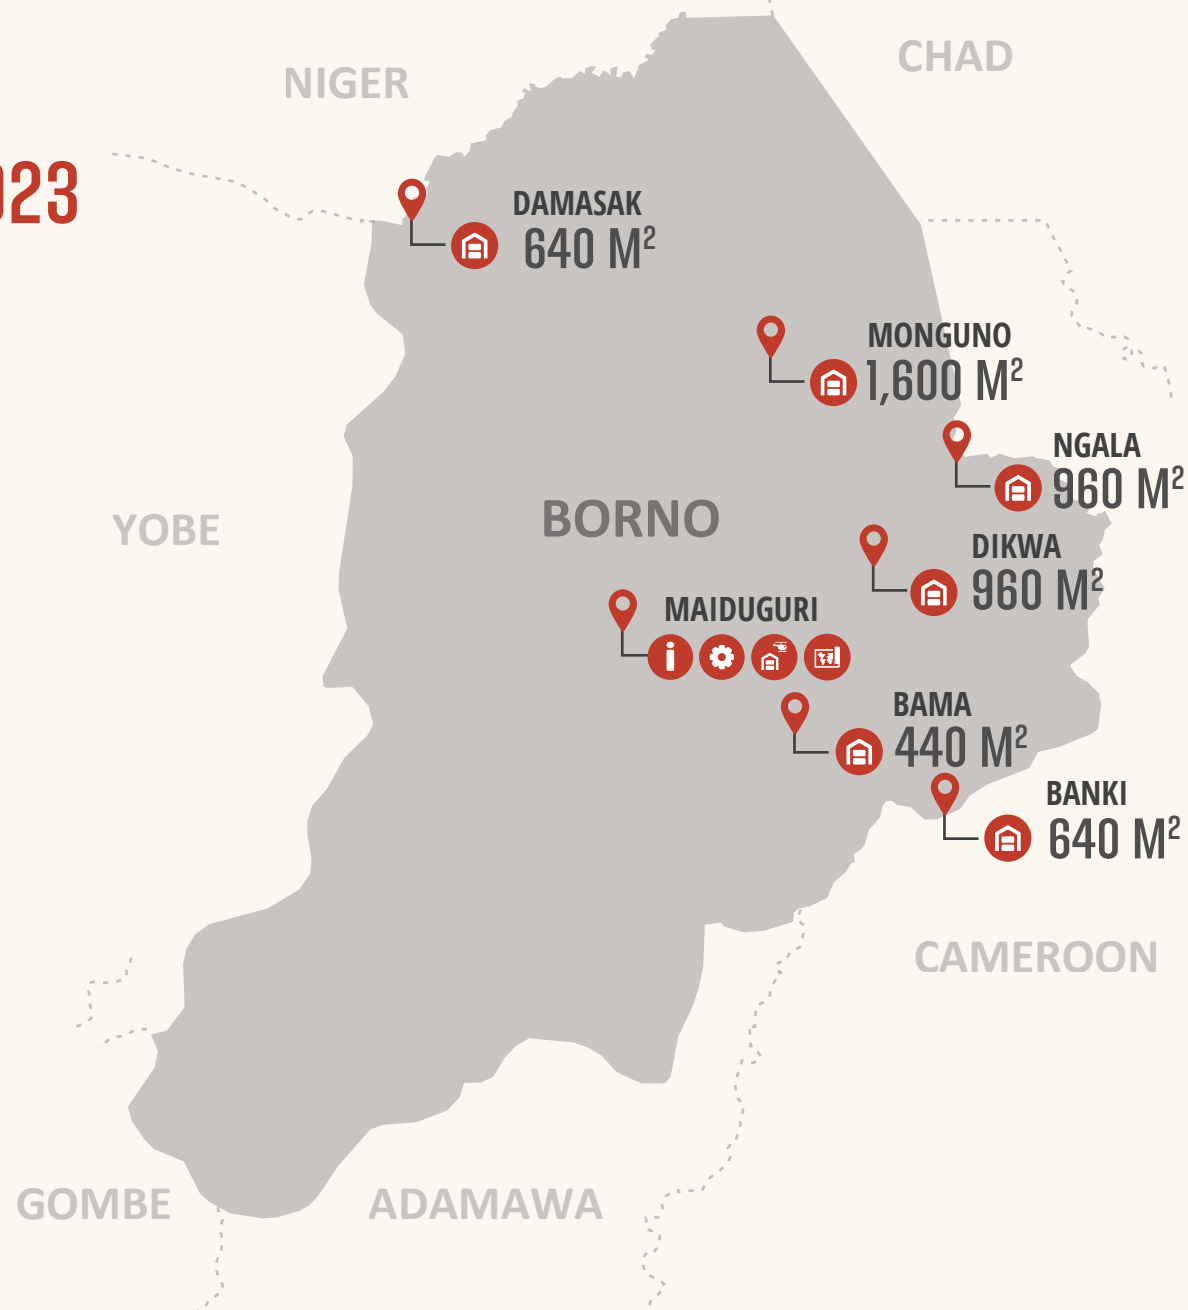 CHAD
NIGER
023
DAMASAK
640 M²
MONGUNO
1,600 M²
NGALA
960 M²
BORNO
YOBE
DIKWA
960 M²
MAIDUGURI
BAMA
440 M²
BANKI
640 M²
CAMEROON
GOMBE
ADAMAWA